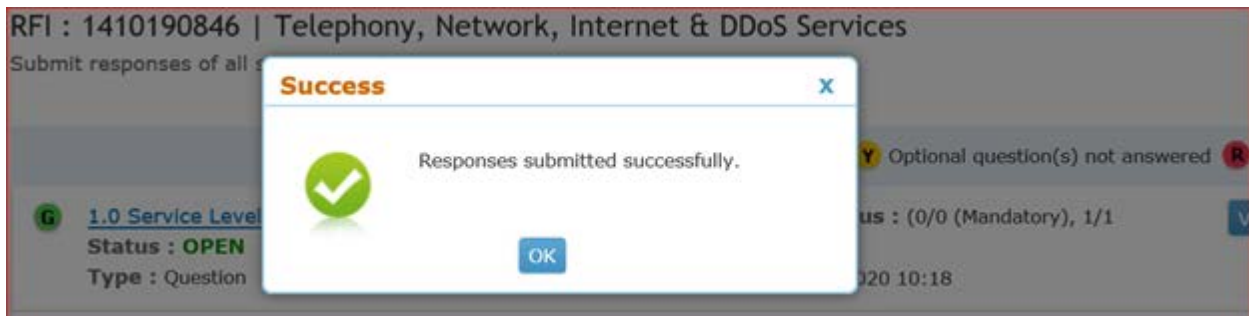 RFI : 1410190846 | Telephony, Network, Internet & DDoS Services
Submit responses of all
Success
X
Responses submitted successfully.
Y Optional question(s) not answered R
G 1.0 Service Level
us : (0/0 (Mandatory), 1/1
V
Status : OPEN
OK
Type : Question
020 10:18